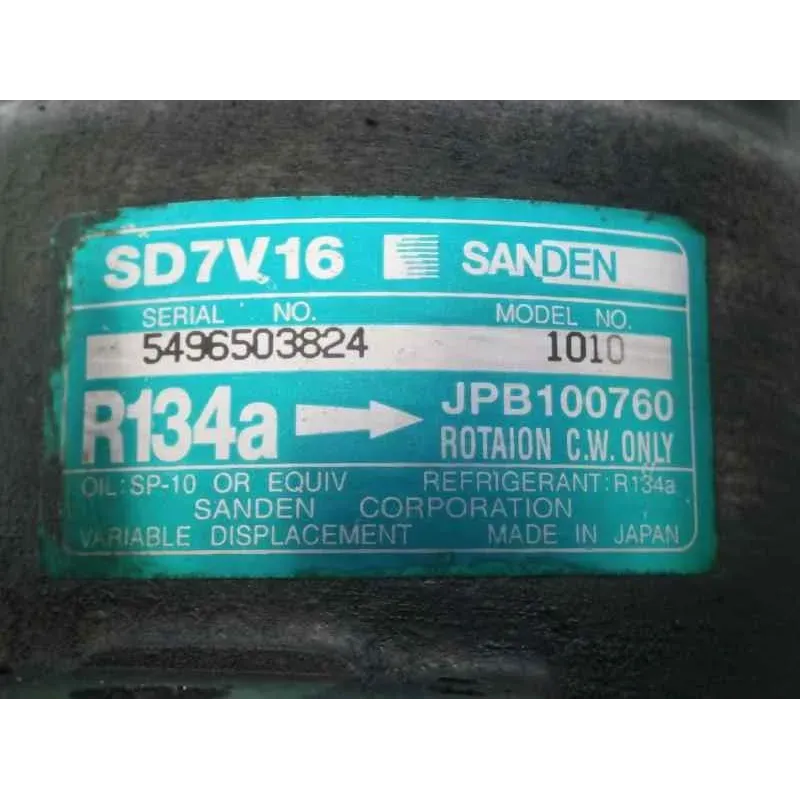 SD7V16 SANDEN
SERIAL NO. MODEL NO.
5496503824 1010
R134a JPB100760
ROTAION C.W. ONLY
OIL: SP-10 OR EQUIV REFRIGERANT: R134a
SANDEN CORPORATION
VARIABLE DISPLACEMENT MADE IN JAPAN